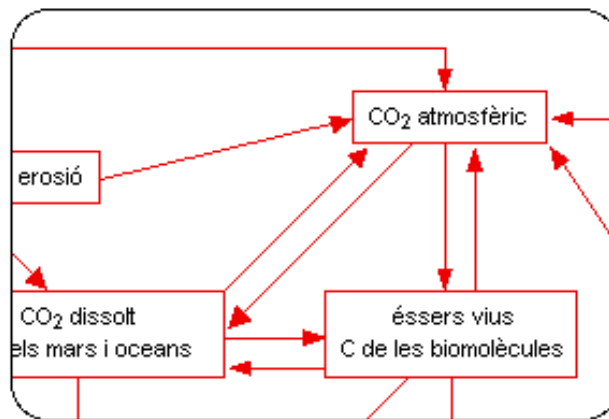 CO₂ atmosfèric
erosió
CO₂ dissolt
els mars i oceans
éssers vius
C de les biomolècules